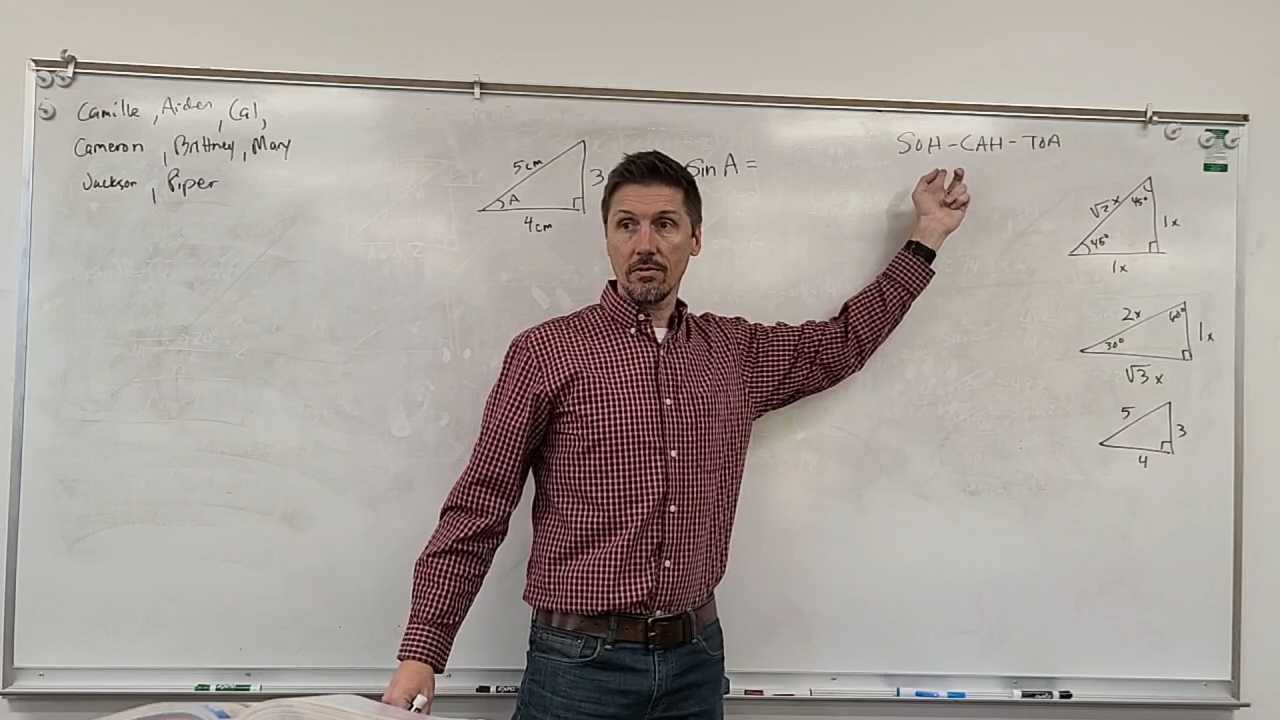 Camille, Aiden, Cal,
Cameron, Brittney, Mary
Jackson, Piper
5cm
A
4cm
3
sin A =
SOH-CAH-TOA
√2 x
45°
45°
1x
1x
2x
60°
30°
1x
√3 x
5
3
4